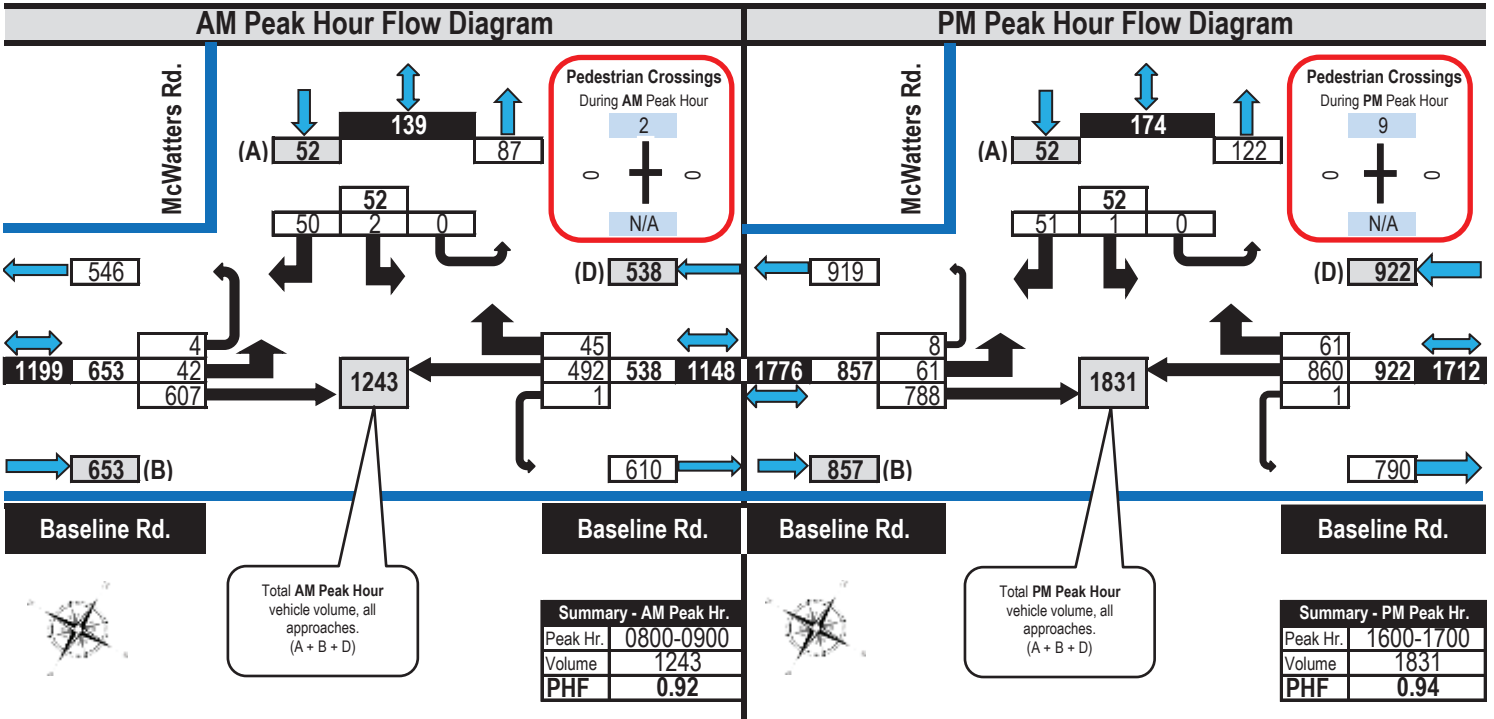 AM Peak Hour Flow Diagram
McWatters Rd.
139
(A) 52
87
52
50 2 0
Pedestrian Crossings
During AM Peak Hour
2
0 0
N/A
546
(D) 538
4
1199 653 42
607
1243
45
492 538 1148
1
653 (B)
610
Baseline Rd.
Baseline Rd.
Total AM Peak Hour
vehicle volume, all
approaches.
(A + B + D)
Summary - AM Peak Hr.
Peak Hr. 0800-0900
Volume 1243
PHF 0.92
PM Peak Hour Flow Diagram
McWatters Rd.
174
(A) 52
122
52
51 1 0
Pedestrian Crossings
During PM Peak Hour
9
0 0
N/A
919
(D) 922
8
1776 857 61
788
1831
61
860 922 1712
1
857 (B)
790
Baseline Rd.
Baseline Rd.
Total PM Peak Hour
vehicle volume, all
approaches.
(A + B + D)
Summary - PM Peak Hr.
Peak Hr. 1600-1700
Volume 1831
PHF 0.94